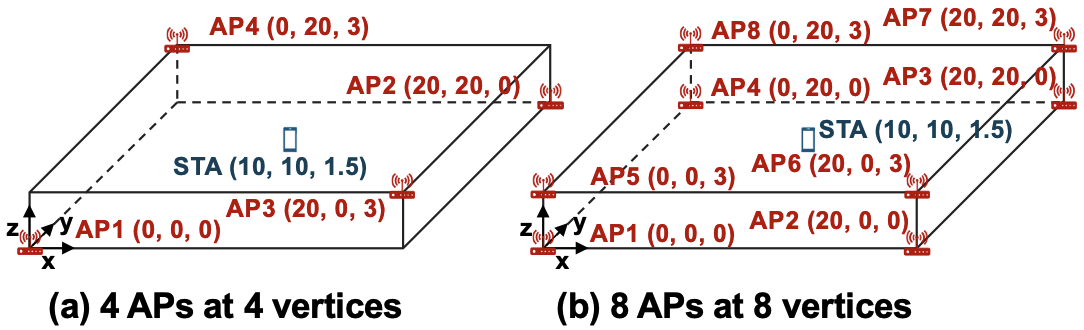 AP4 (0, 20, 3)
AP2 (20, 20, 0)
STA (10, 10, 1.5)
AP3 (20, 0, 3)
z
y
AP1 (0, 0, 0)
x
(a) 4 APs at 4 vertices
AP7 (20, 20, 3)
AP8 (0, 20, 3)
AP3 (20, 20, 0)
AP4 (0, 20, 0)
STA (10, 10, 1.5)
AP6 (20, 0, 3)
AP5 (0, 0, 3)
AP2 (20, 0, 0)
z
y
AP1 (0, 0, 0)
x
(b) 8 APs at 8 vertices